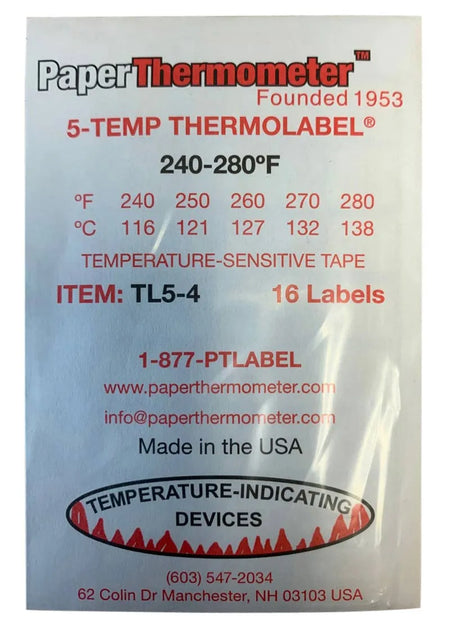 PaperThermometer™
Founded 1953
5-TEMP THERMOLABEL®
240-280ºF
ºF 240 250 260 270 280
ºC 116 121 127 132 138
TEMPERATURE-SENSITIVE TAPE
ITEM: TL5-4 16 Labels
1-877-PTLABEL
www.paperthermometer.com
info@paperthermometer.com
Made in the USA
TEMPERATURE-INDICATING
DEVICES
(603) 547-2034
62 Colin Dr Manchester, NH 03103 USA